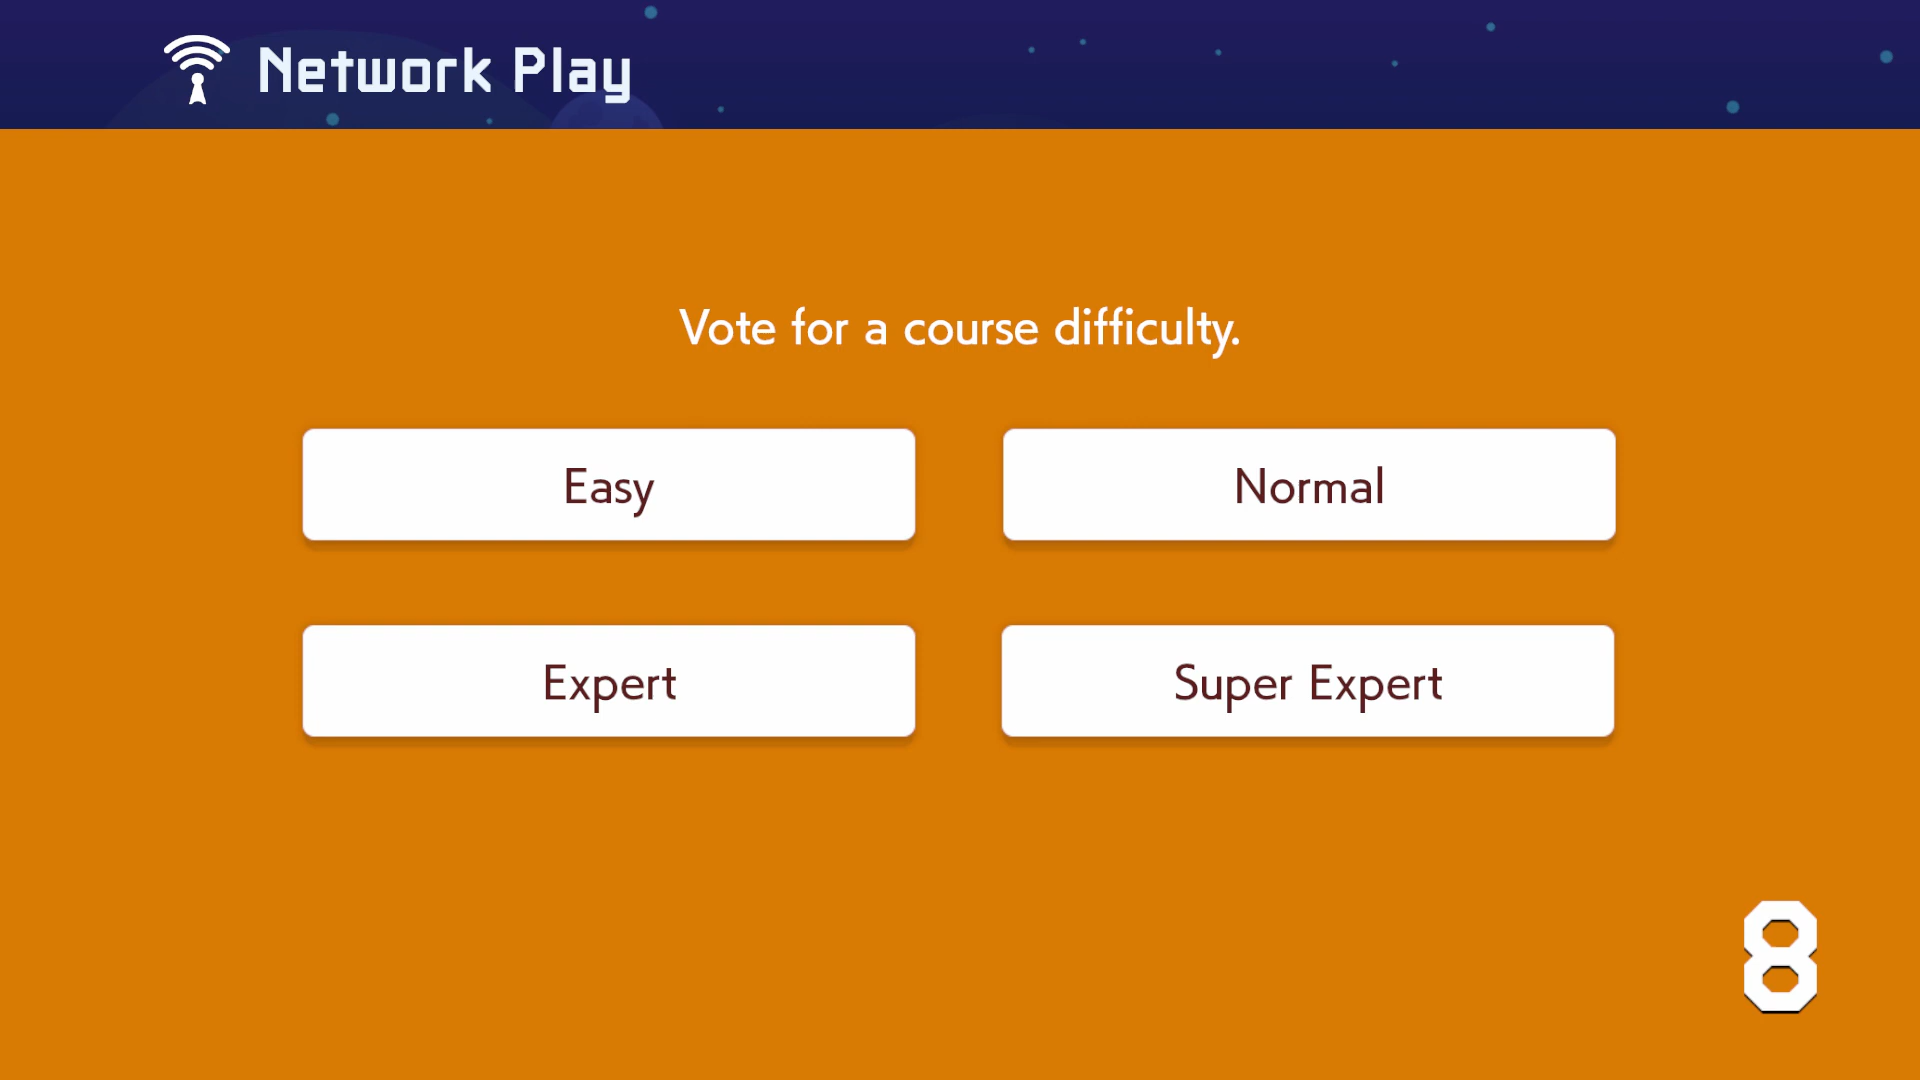 Network Play
Vote for a course difficulty.
Easy
Normal
Expert
Super Expert
8